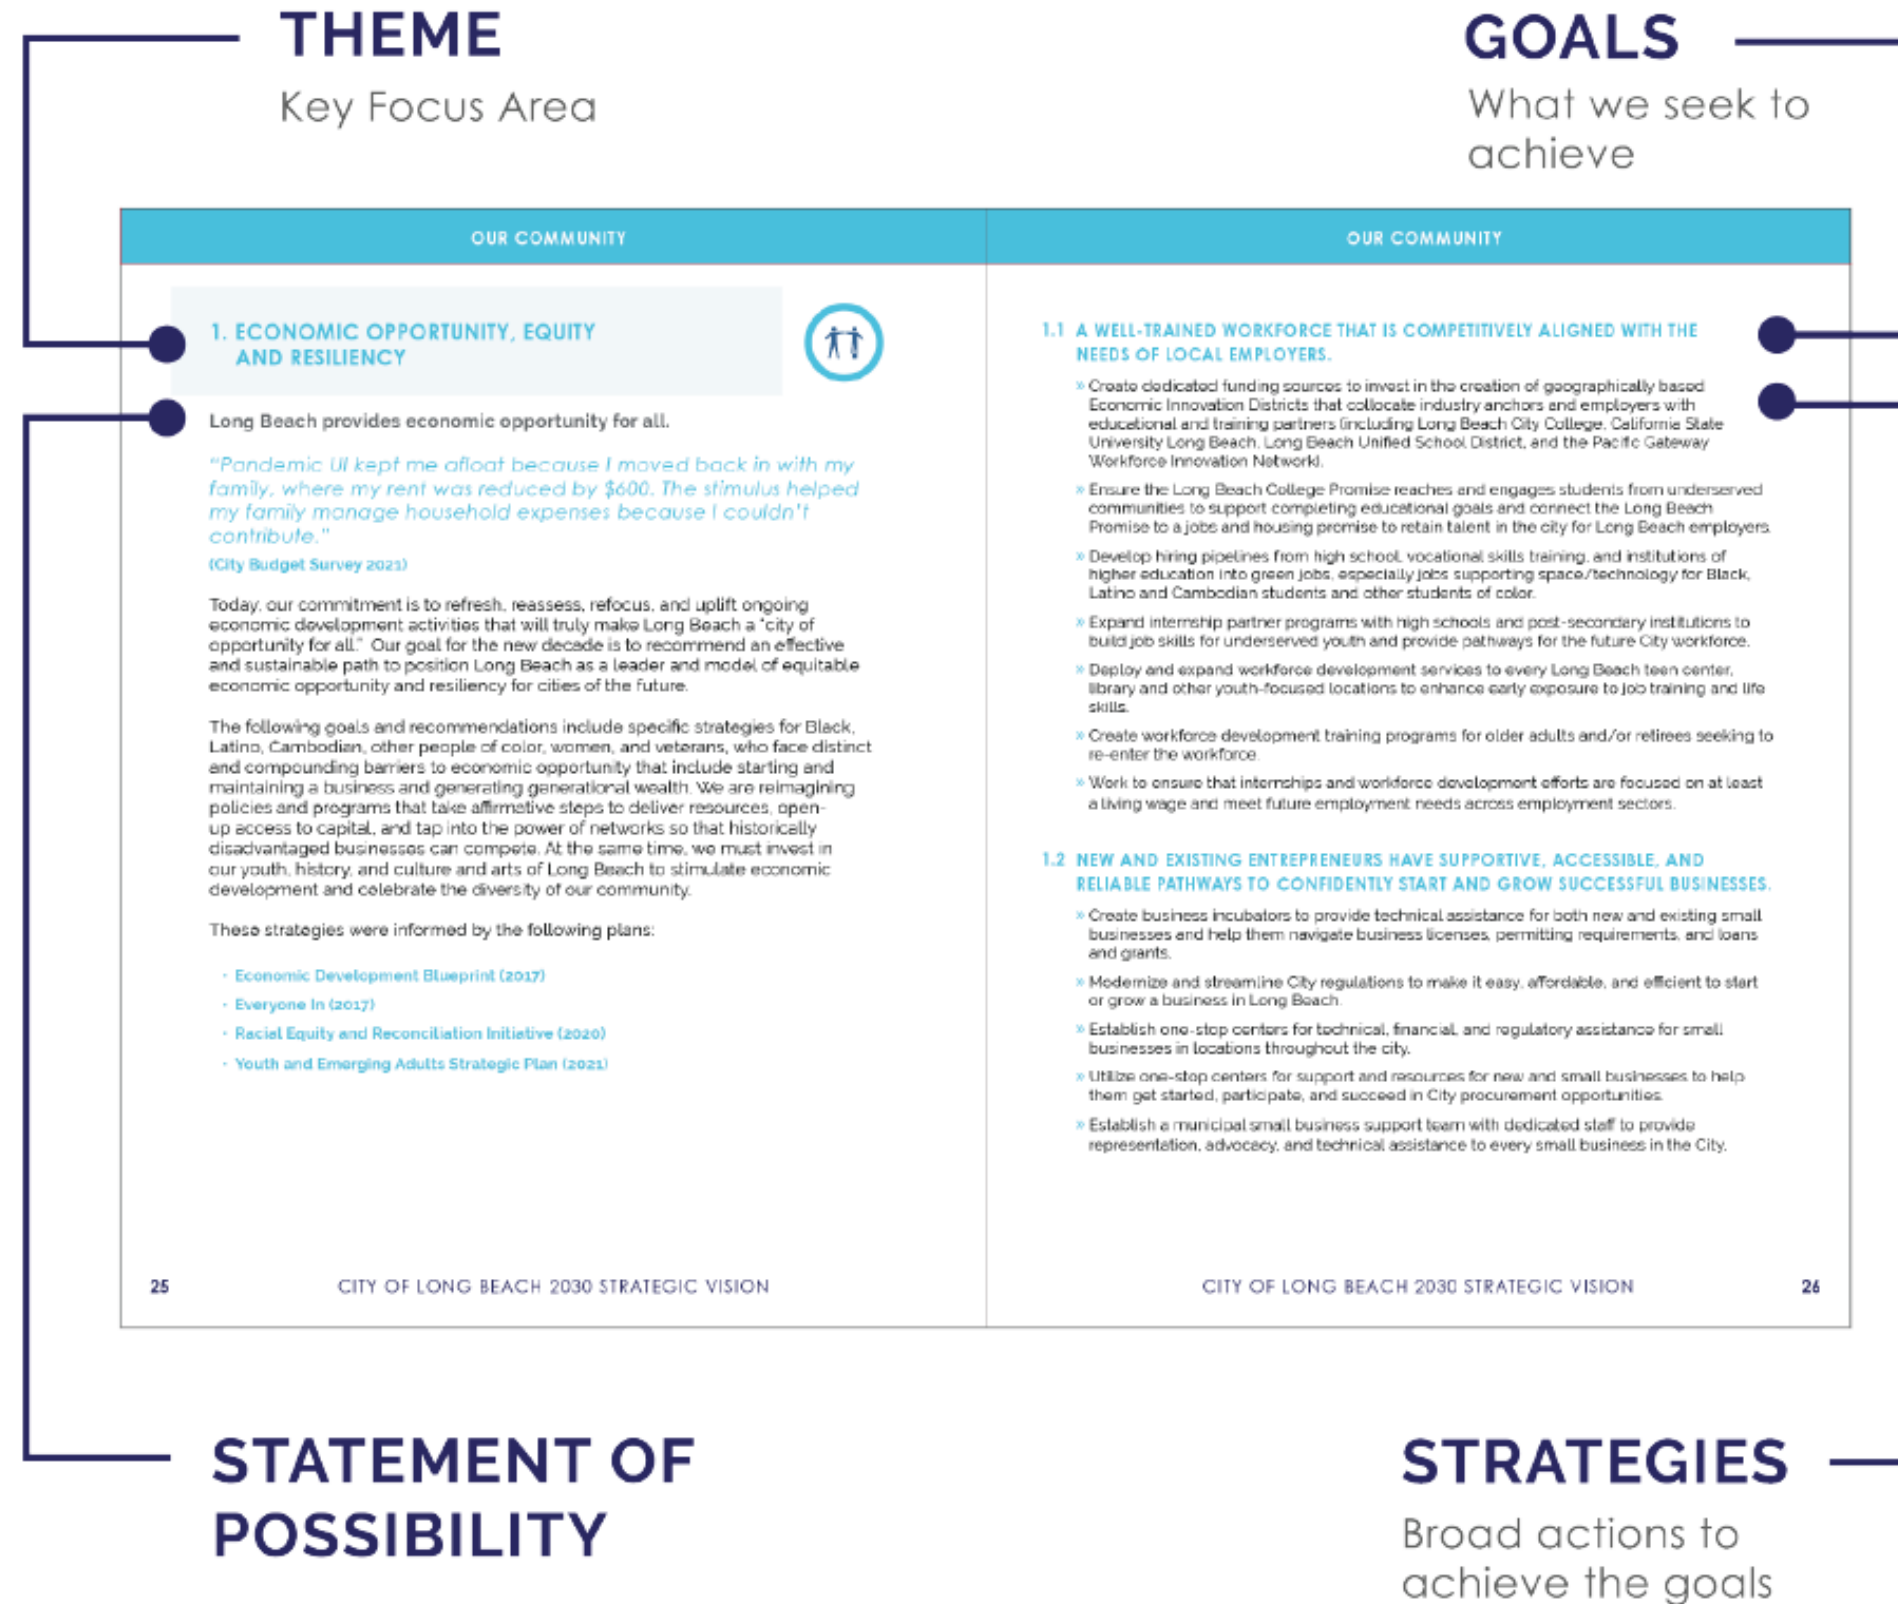 THEME
Key Focus Area
GOALS
What we seek to
achieve
OUR COMMUNITY
1. ECONOMIC OPPORTUNITY, EQUITY
AND RESILIENCY
Long Beach provides economic opportunity for all.
"Pandemic UI kept me afloat because I moved back in with my
family, where my rent was reduced by $600. The stimulus helped
my family manage household expenses because I couldn't
contribute."
(City Budget Survey 2021)
Today, our commitment is to refresh, reassess, refocus, and uplift ongoing
economic development activities that will truly make Long Beach a "city of
opportunity for all." Our goal for the new decade is to recommend an effective
and sustainable path to position Long Beach as a leader and model of equitable
economic opportunity and resiliency for cities of the future.
The following goals and recommendations include specific strategies for Black,
Latino, Cambodian, other people of color, women, and veterans, who face distinct
and compounding barriers to economic opportunity that include starting and
maintaining a business and generating generational wealth. We are reimagining
policies and programs that take affirmative steps to deliver resources, open-
up access to capital, and tap into the power of networks so that historically
disadvantaged businesses can compete. At the same time, we must invest in
our youth, history, and culture and arts of Long Beach to stimulate economic
development and celebrate the diversity of our community.
These strategies were informed by the following plans:
• Economic Development Blueprint (2017)
• Everyone In (2017)
• Racial Equity and Reconciliation Initiative (2020)
• Youth and Emerging Adults Strategic Plan (2021)
25 CITY OF LONG BEACH 2030 STRATEGIC VISION
OUR COMMUNITY
1.1 A WELL-TRAINED WORKFORCE THAT IS COMPETITIVELY ALIGNED WITH THE
NEEDS OF LOCAL EMPLOYERS.
» Create dedicated funding sources to invest in the creation of geographically based
Economic Innovation Districts that collocate industry anchors and employers with
educational and training partners (including Long Beach City College, California State
University Long Beach, Long Beach Unified School District, and the Pacific Gateway
Workforce Innovation Network).
» Ensure the Long Beach College Promise reaches and engages students from underserved
communities to support completing educational goals and connect the Long Beach
Promise to a jobs and housing promise to retain talent in the city for Long Beach employers.
» Develop hiring pipelines from high school, vocational skills training, and institutions of
higher education into green jobs, especially jobs supporting space/technology for Black,
Latino and Cambodian students and other students of color.
» Expand internship partner programs with high schools and post-secondary institutions to
build job skills for underserved youth and provide pathways for the future City workforce.
» Deploy and expand workforce development services to every Long Beach teen center,
library and other youth-focused locations to enhance early exposure to job training and life
skills.
» Create workforce development training programs for older adults and/or retirees seeking to
re-enter the workforce.
» Work to ensure that internships and workforce development efforts are focused on at least
a living wage and meet future employment needs across employment sectors.
1.2 NEW AND EXISTING ENTREPRENEURS HAVE SUPPORTIVE, ACCESSIBLE, AND
RELIABLE PATHWAYS TO CONFIDENTLY START AND GROW SUCCESSFUL BUSINESSES.
» Create business incubators to provide technical assistance for both new and existing small
businesses and help them navigate business licenses, permitting requirements, and loans
and grants.
» Modernize and streamline City regulations to make it easy, affordable, and efficient to start
or grow a business in Long Beach.
» Establish one-stop centers for technical, financial, and regulatory assistance for small
businesses in locations throughout the city.
» Utilize one-stop centers for support and resources for new and small businesses to help
them get started, participate, and succeed in City procurement opportunities.
» Establish a municipal small business support team with dedicated staff to provide
representation, advocacy, and technical assistance to every small business in the City.
CITY OF LONG BEACH 2030 STRATEGIC VISION 26
STATEMENT OF
POSSIBILITY
STRATEGIES
Broad actions to
achieve the goals